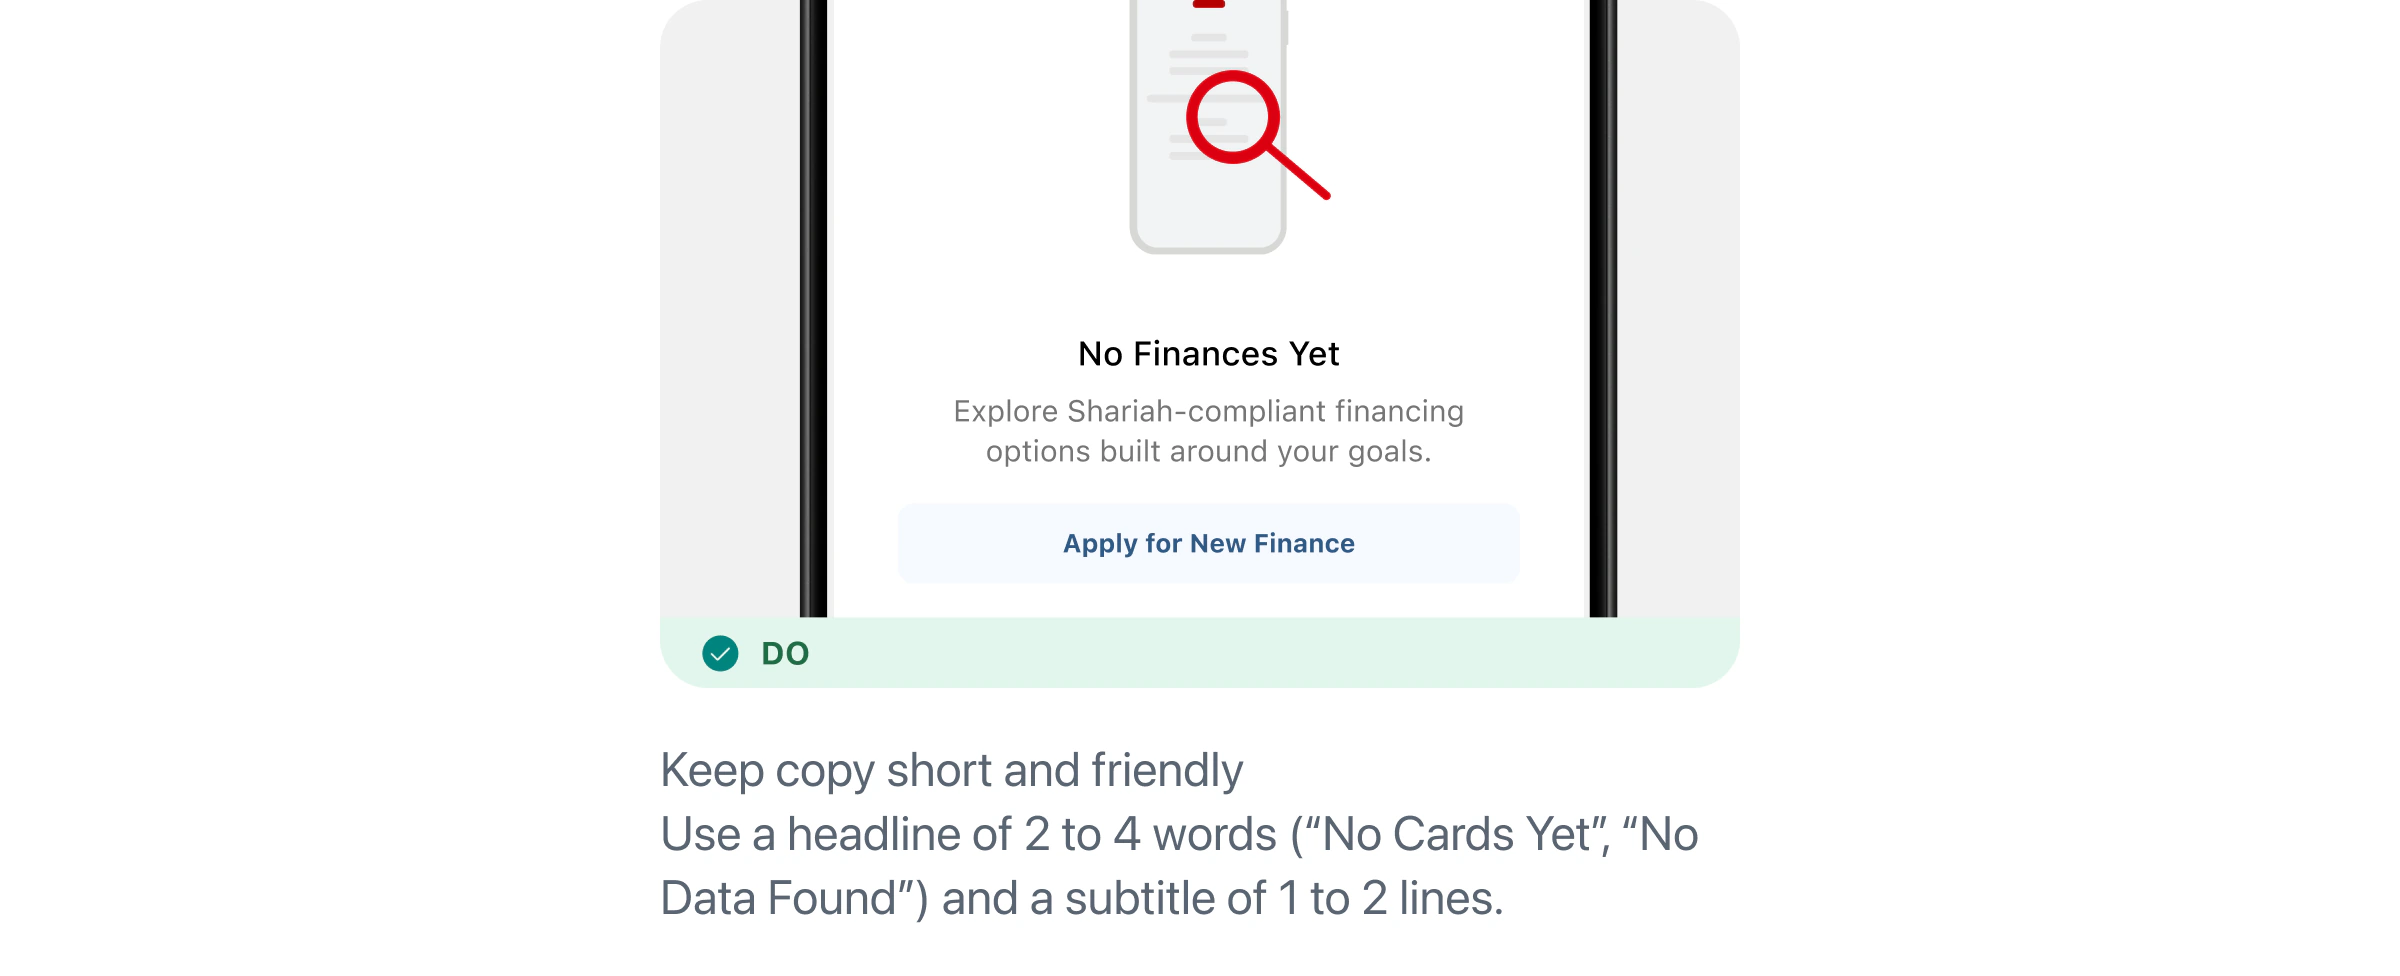 No Finances Yet
Explore Shariah-compliant financing
options built around your goals.
Apply for New Finance
DO
Keep copy short and friendly
Use a headline of 2 to 4 words (“No Cards Yet”, “No
Data Found”) and a subtitle of 1 to 2 lines.